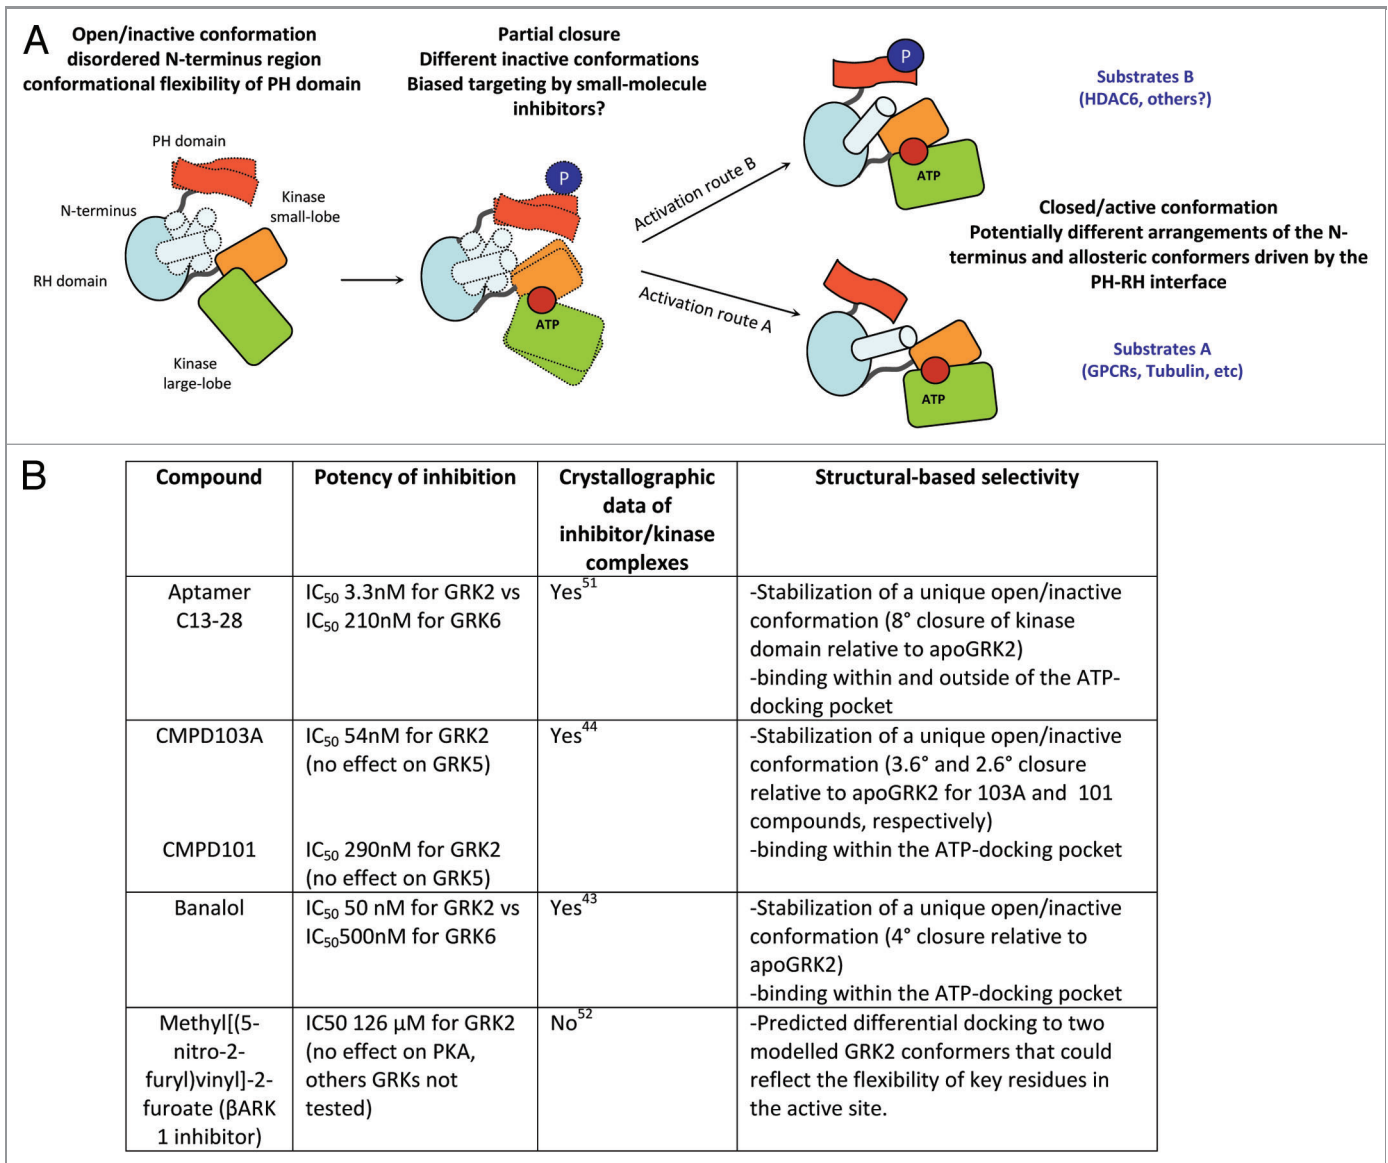 A
Open/inactive conformation
disordered N-terminus region
conformational flexibility of PH domain
Partial closure
Different inactive conformations
Biased targeting by small-molecule
inhibitors?
PH domain
N-terminus
Kinase
small-lobe
RH domain
Kinase
large-lobe
P
ATP
Activation route B
Activation route A
P
ATP
ATP
Substrates B
(HDAC6, others?)
Closed/active conformation
Potentially different arrangements of the N-
terminus and allosteric conformers driven by the
PH-RH interface
Substrates A
(GPCRs, Tubulin, etc)
B
Compound
Potency of inhibition
Crystallographic
data of
inhibitor/kinase
complexes
Structural-based selectivity
Aptamer
C13-28
IC₅₀ 3.3nM for GRK2 vs
IC₅₀ 210nM for GRK6
Yes⁵¹
-Stabilization of a unique open/inactive
conformation (8° closure of kinase
domain relative to apoGRK2)
-binding within and outside of the ATP-
docking pocket
CMPD103A
IC₅₀ 54nM for GRK2
(no effect on GRK5)
Yes⁴⁴
-Stabilization of a unique open/inactive
conformation (3.6° and 2.6° closure
relative to apoGRK2 for 103A and 101
compounds, respectively)
-binding within the ATP-docking pocket
CMPD101
IC₅₀ 290nM for GRK2
(no effect on GRK5)
Banalol
IC₅₀ 50 nM for GRK2 vs
IC₅₀500nM for GRK6
Yes⁴³
-Stabilization of a unique open/inactive
conformation (4° closure relative to
apoGRK2)
-binding within the ATP-docking pocket
Methyl[(5-
nitro-2-
furyl)vinyl]-2-
furoate (βARK
1 inhibitor)
IC50 126 μM for GRK2
(no effect on PKA,
others GRKs not
tested)
No⁵²
-Predicted differential docking to two
modelled GRK2 conformers that could
reflect the flexibility of key residues in
the active site.